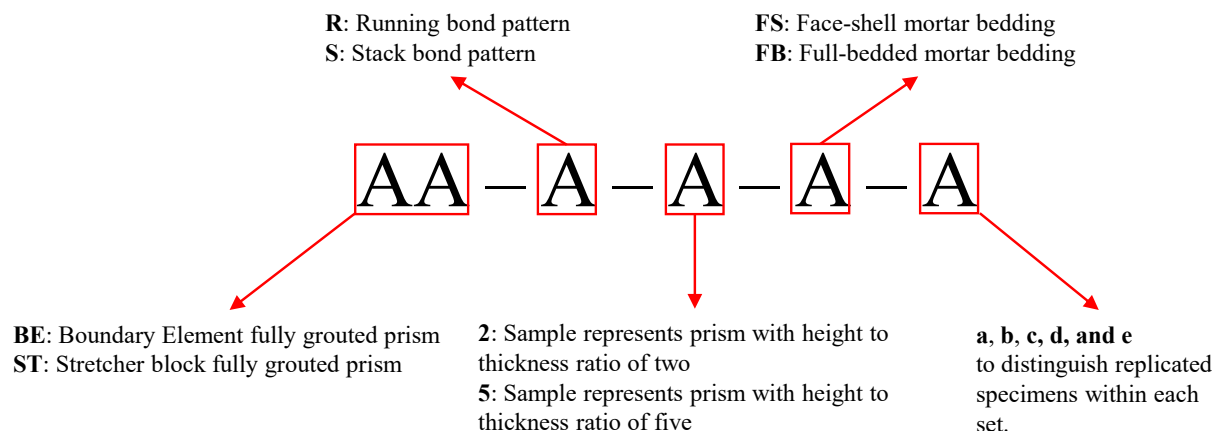 R: Running bond pattern
S: Stack bond pattern
FS: Face-shell mortar bedding
FB: Full-bedded mortar bedding
AA — A — A — A — A
BE: Boundary Element fully grouted prism
ST: Stretcher block fully grouted prism
2: Sample represents prism with height to
thickness ratio of two
5: Sample represents prism with height to
thickness ratio of five
a, b, c, d, and e
to distinguish replicated
specimens within each
set.